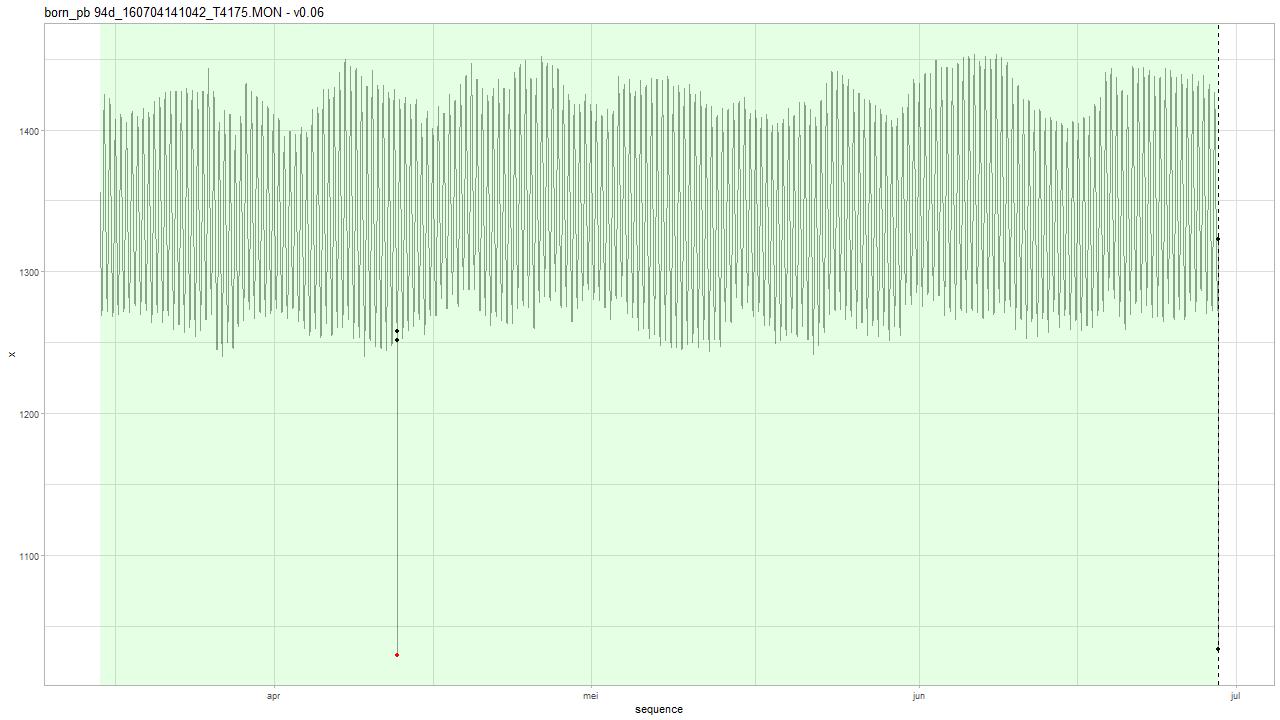 born_pb 94d_160704141042_T4175.MON - v0.06
1400
1300
1200
1100
x
apr
mei
jun
jul
sequence